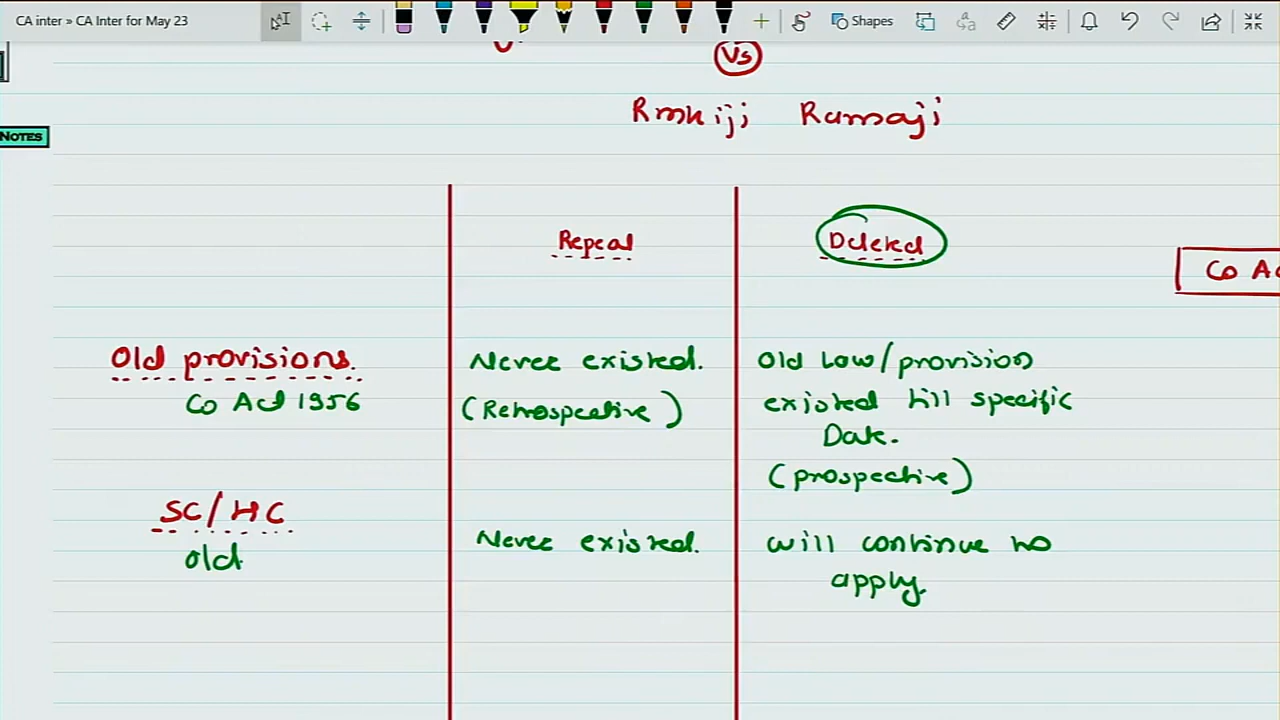 CA inter » CA Inter for May 23
Shapes
Vs
Ramaji
NOTES
Repeal
Deleted
Co Ac
Old provisions.
Never existed.
Old Law/provision
Co Act 1956
(Retrospective)
existed till specific
Date.
(prospective)
SC/HC
Never existed.
will continue to
old
apply.